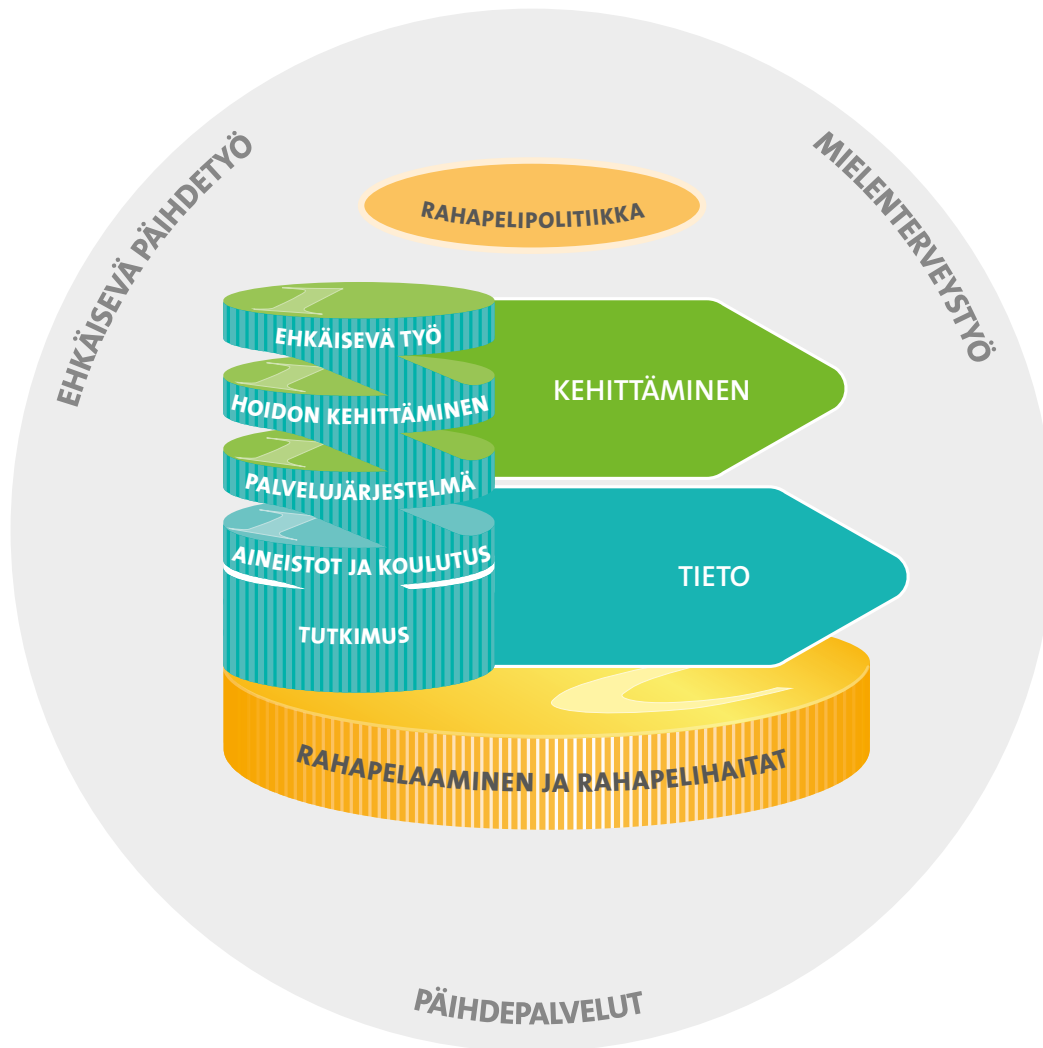 EHKÄISEVÄ PÄIHDETYÖ
MIELENTERVEYSTYÖ
RAHAPELIPOLITIIKKA
EHKÄISEVÄ TYÖ
HOIDON KEHITTÄMINEN
KEHITTÄMINEN
PALVELUJÄRJESTELMÄ
AINEISTOT JA KOULUTUS
TIETO
TUTKIMUS
RAHAPELAAMINEN JA RAHAPELIHAITAT
PÄIHDEPALVELUT